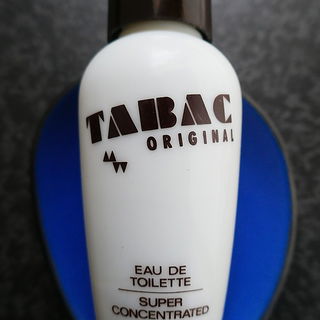 TABAC
ORIGINAL
EAU DE
TOILETTE
SUPER
CONCENTRATED